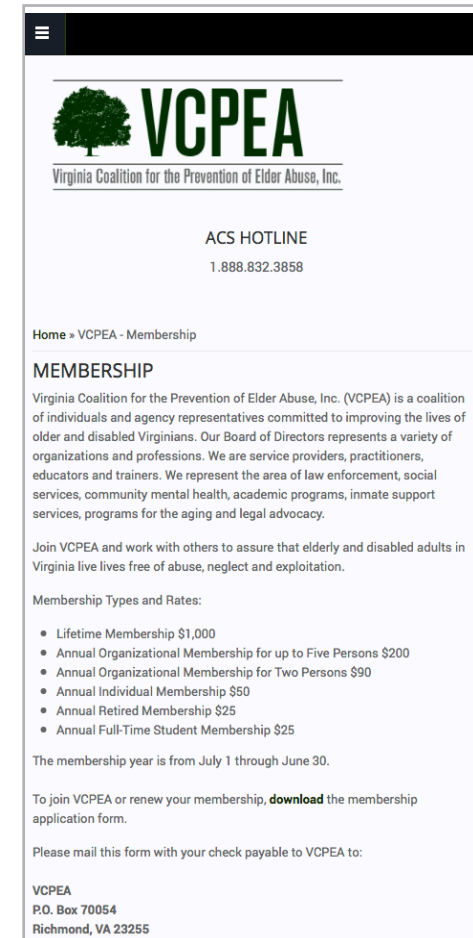 VCPEA
Virginia Coalition for the Prevention of Elder Abuse, Inc.
ACS HOTLINE
1.888.832.3858
Home » VCPEA - Membership
MEMBERSHIP
Virginia Coalition for the Prevention of Elder Abuse, Inc. (VCPEA) is a coalition
of individuals and agency representatives committed to improving the lives of
older and disabled Virginians. Our Board of Directors represents a variety of
organizations and professions. We are service providers, practitioners,
educators and trainers. We represent the area of law enforcement, social
services, community mental health, academic programs, inmate support
services, programs for the aging and legal advocacy.
Join VCPEA and work with others to assure that elderly and disabled adults in
Virginia live lives free of abuse, neglect and exploitation.
Membership Types and Rates:
• Lifetime Membership $1,000
• Annual Organizational Membership for up to Five Persons $200
• Annual Organizational Membership for Two Persons $90
• Annual Individual Membership $50
• Annual Retired Membership $25
• Annual Full-Time Student Membership $25
The membership year is from July 1 through June 30.
To join VCPEA or renew your membership, download the membership
application form.
Please mail this form with your check payable to VCPEA to:
VCPEA
P.O. Box 70054
Richmond, VA 23255